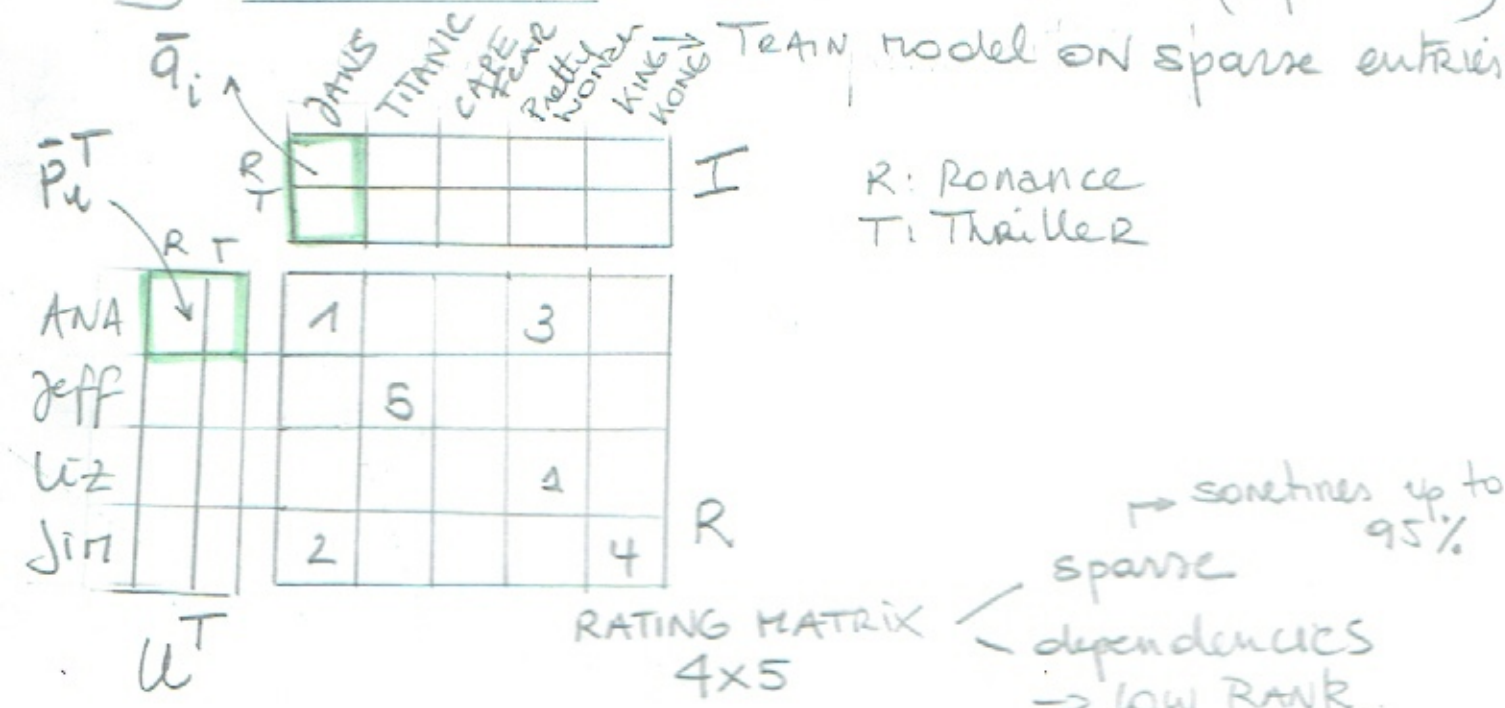 q̄ᵢ
JAWS TITANIC CAPE FEAR Pretty Woman KING KONG
→ TRAIN model ON sparse entries
p̄ᵤᵀ
R
T
I
R: Romance
T: Thriller
R T
ANA 1 3
Jeff 5
Liz 1
Jim 2 4
R
Uᵀ
→ sometimes up to
95%
sparse
RATING MATRIX
dependencies
4x5
→ LOW RANK